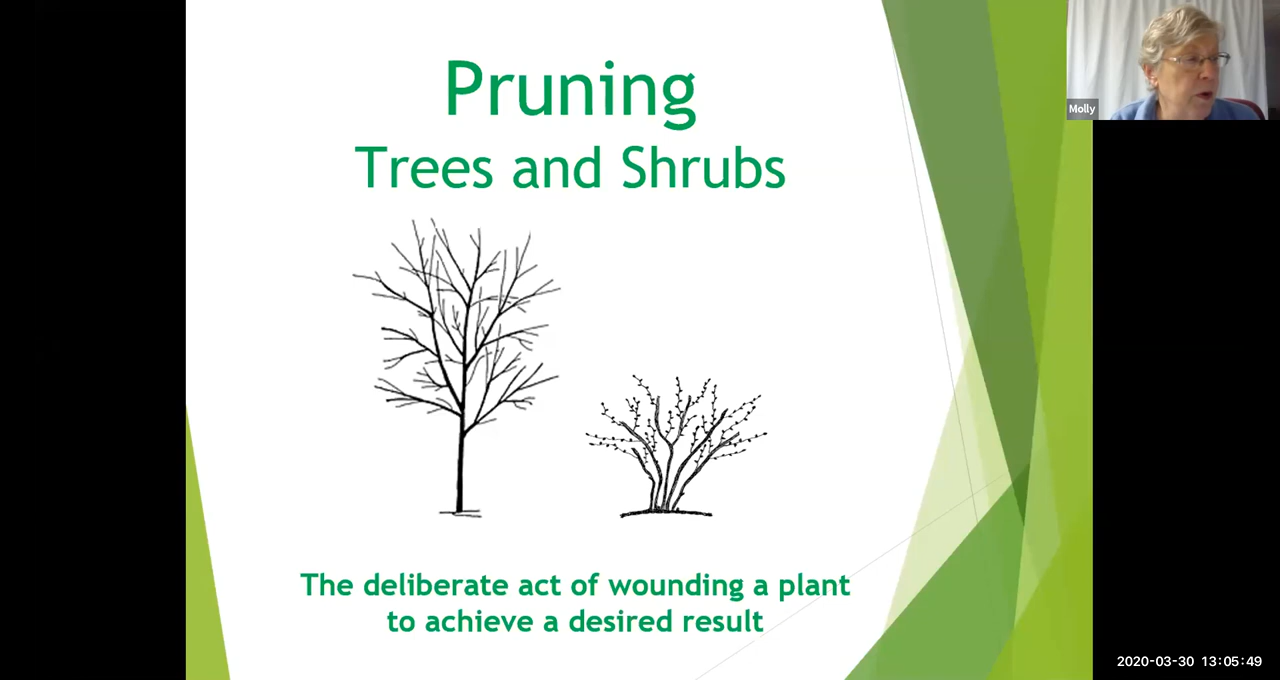 Pruning
Trees and Shrubs
Molly
The deliberate act of wounding a plant
to achieve a desired result
2020-03-30 13:05:49